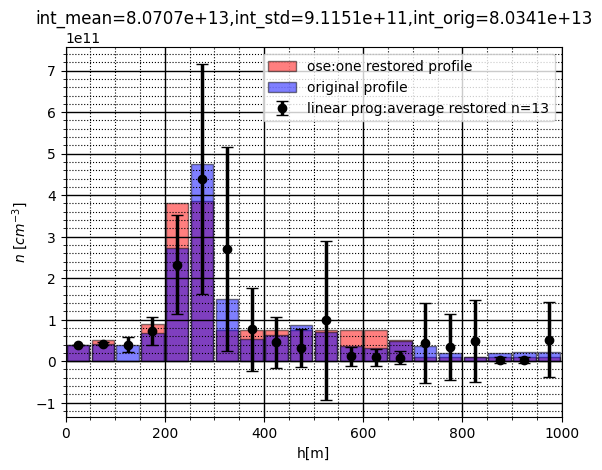 int_mean=8.0707e+13,int_std=9.1151e+11,int_orig=8.0341e+13
1e11
ose:one restored profile
original profile
linear prog:average restored n=13
7
6
5
4
3
2
1
0
−1
n [cm⁻³]
0 200 400 600 800 1000
h[m]